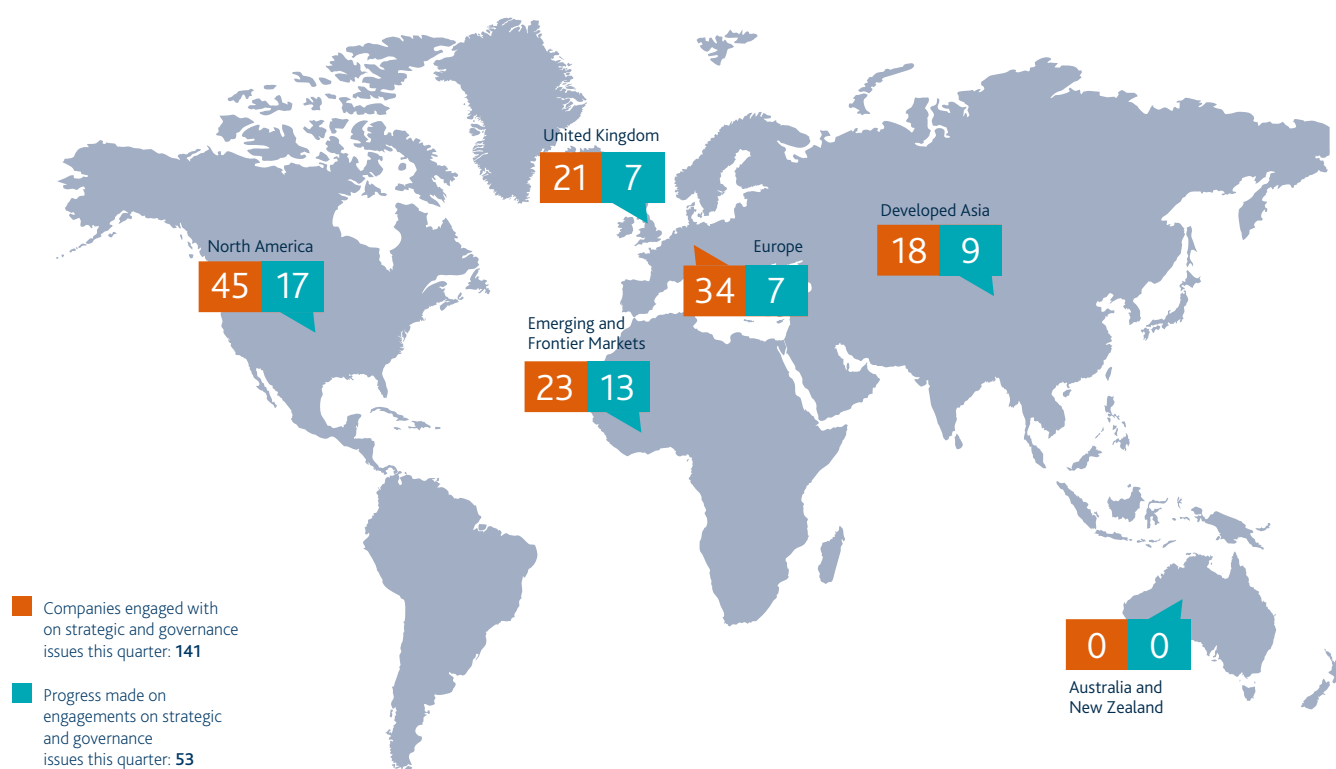 United Kingdom
21 7
Developed Asia
18 9
North America
45 17
Europe
34 7
Emerging and
Frontier Markets
23 13
Companies engaged with
on strategic and governance
issues this quarter: 141
0 0
Australia and
New Zealand
Progress made on
engagements on strategic
and governance
issues this quarter: 53